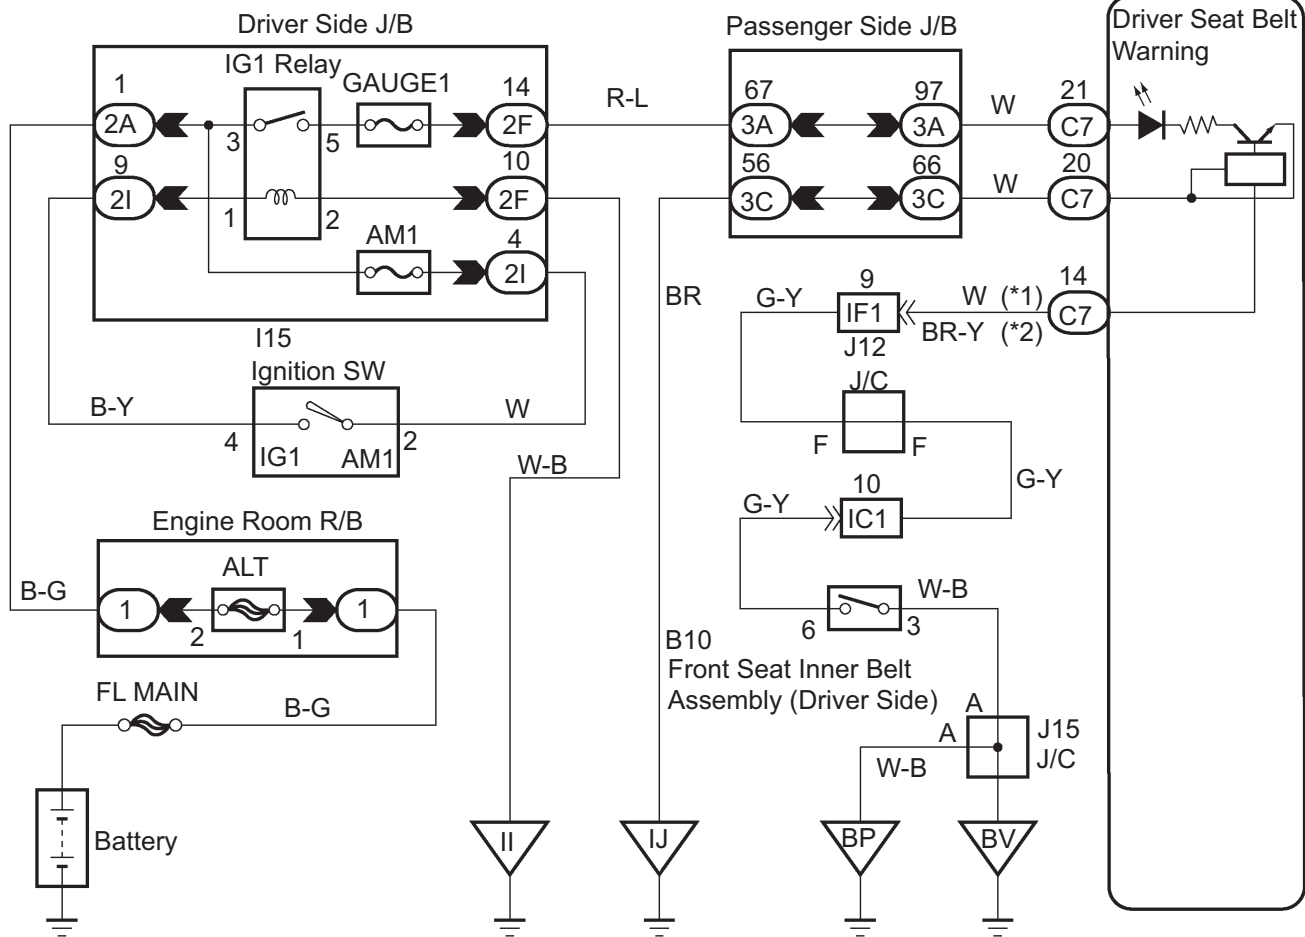 Driver Side J/B
Passenger Side J/B
Driver Seat Belt
Warning
IG1 Relay
GAUGE1
1
14
67
97
21
2A
2F
R-L
3A
3A
W
C7
3
5
9
10
56
66
20
2I
2F
3C
3C
W
C7
1
2
AM1
4
2I
BR
G-Y
9
W (*1)
14
IF1
C7
BR-Y (*2)
J12
I15
Ignition SW
J/C
B-Y
W
4
2
IG1
AM1
F
F
W-B
G-Y
10
G-Y
IC1
Engine Room R/B
ALT
B-G
1
1
2
1
W-B
6
3
B10
Front Seat Inner Belt
Assembly (Driver Side)
FL MAIN
B-G
A
A
J15
J/C
W-B
Battery
II
IJ
BP
BV